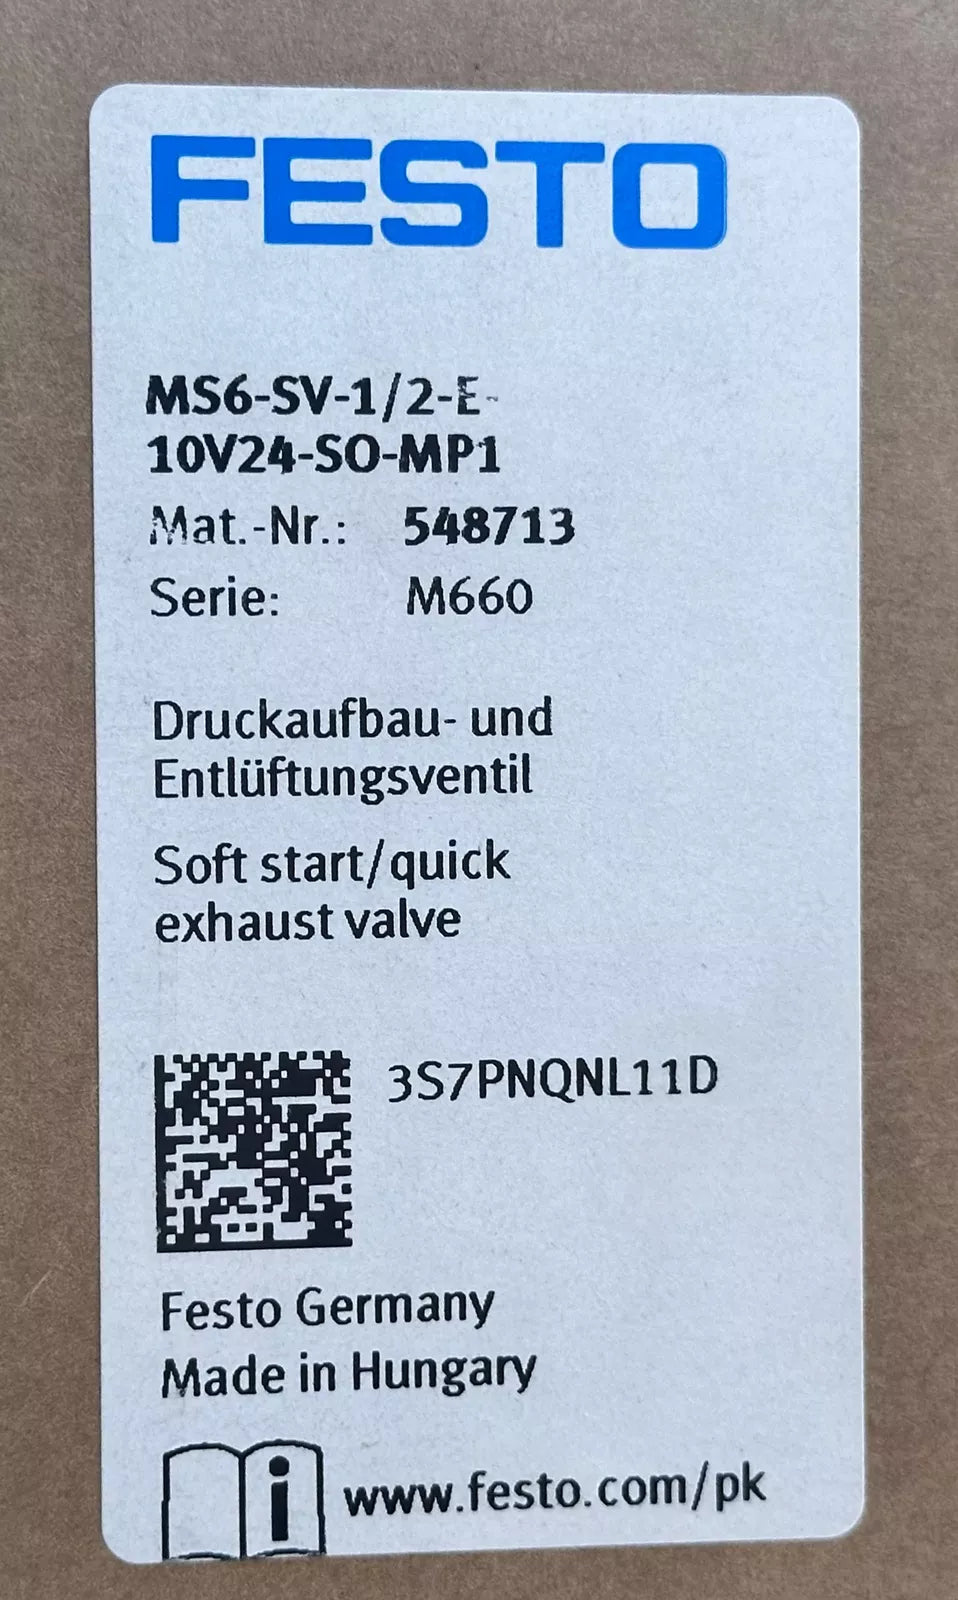 FESTO
MS6-SV-1/2-E-
10V24-SO-MP1
Mat.-Nr.: 548713
Serie: M660
Druckaufbau- und
Entlüftungsventil
Soft start/quick
exhaust valve
3S7PNQNL11D
Festo Germany
Made in Hungary
i www.festo.com/pk